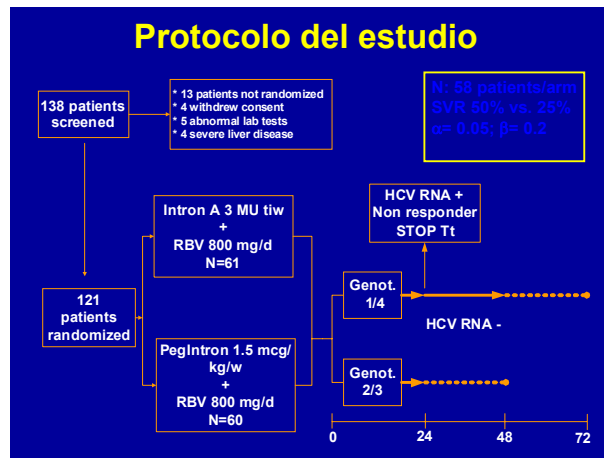 Protocolo del estudio
138 patients
screened
* 13 patients not randomized
* 4 withdrew consent
* 5 abnormal lab tests
* 4 severe liver disease
N: 58 patients/arm
SVR 50% vs. 25%
α= 0.05; β= 0.2
HCV RNA +
Non responder
STOP Tt
Intron A 3 MU tiw
+
RBV 800 mg/d
N=61
121
patients
randomized
PegIntron 1.5 mcg/
kg/w
+
RBV 800 mg/d
N=60
Genot.
1/4
HCV RNA -
Genot.
2/3
0 24 48 72